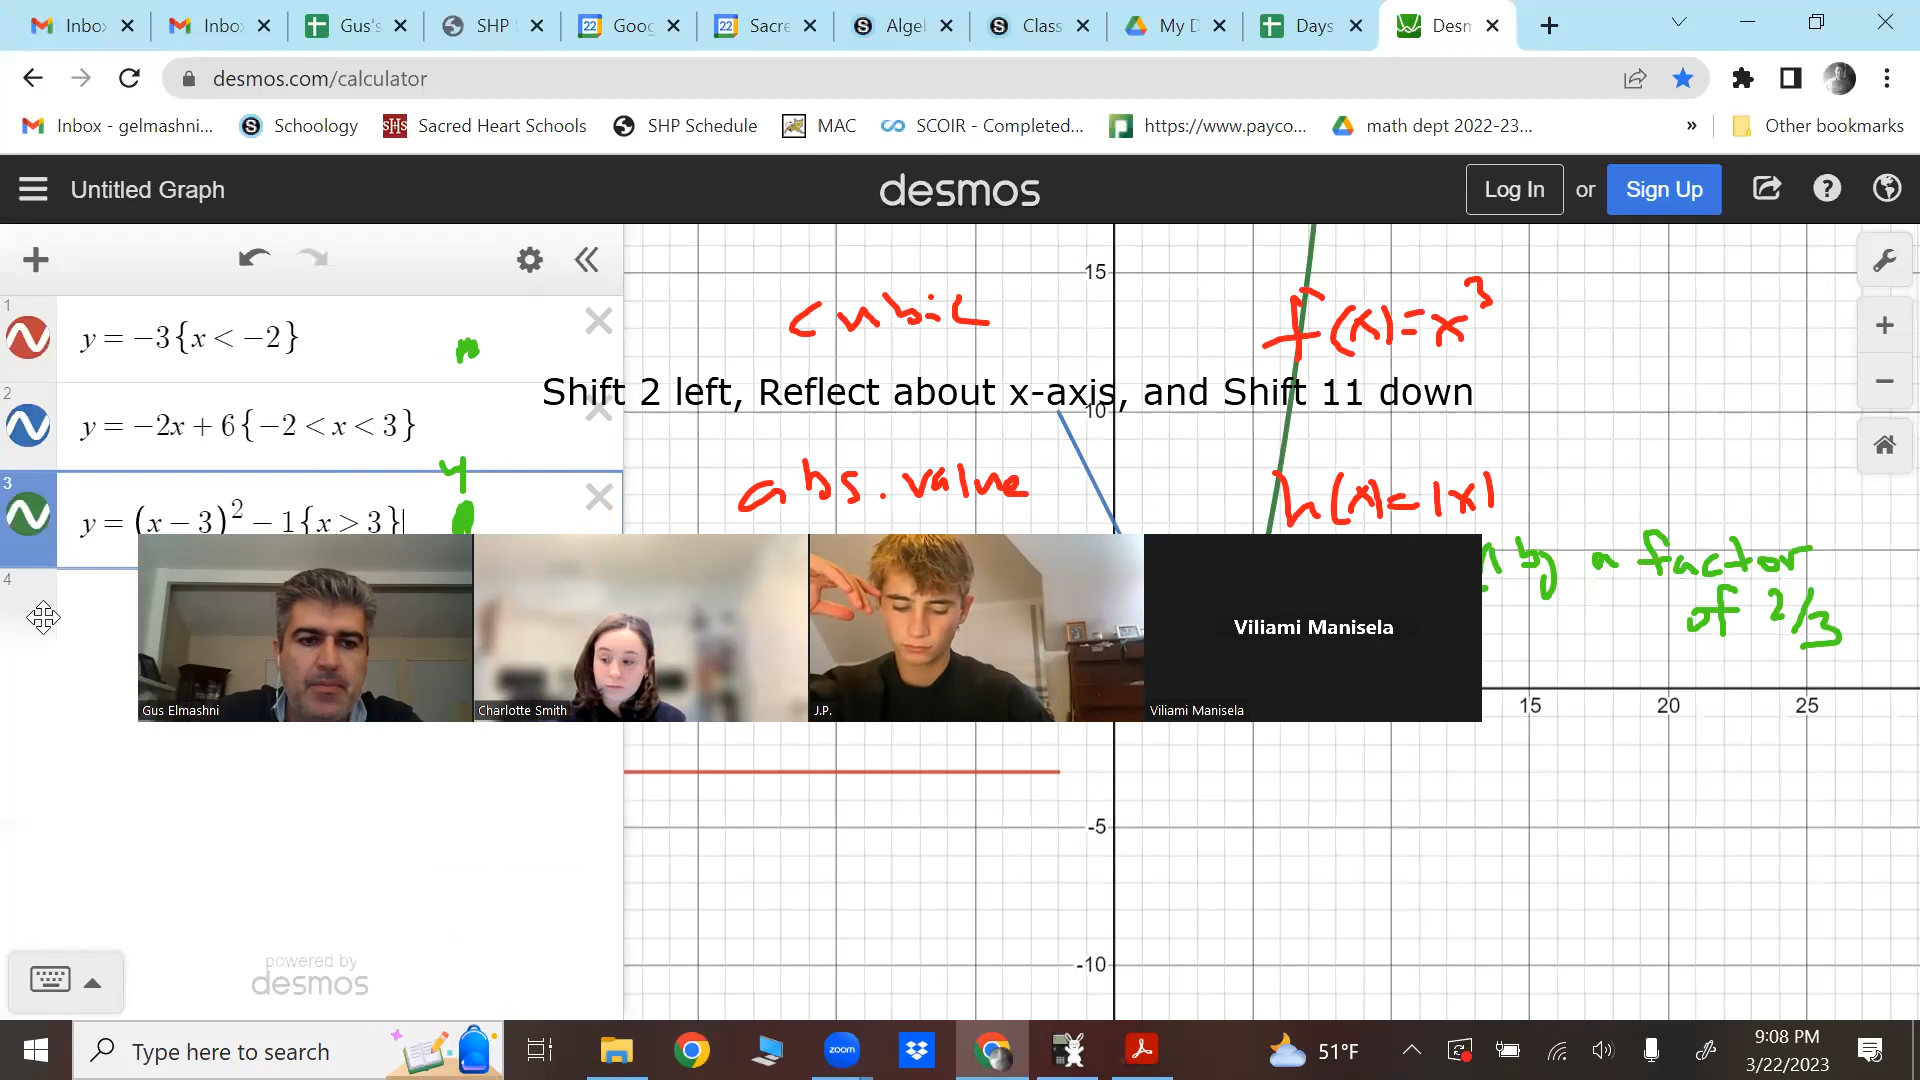 Inbox
Inbox
Gus's
SHP
Goog
Sacre
Algel
Class
My D
Days
Desm
desmos.com/calculator
Inbox - gelmashni...
Schoology
Sacred Heart Schools
SHP Schedule
MAC
SCOIR - Completed...
https://www.payco...
math dept 2022-23...
»
Other bookmarks
Untitled Graph
desmos
Log In
or
Sign Up
1
y = −3{x < −2}
2
y = −2x + 6{−2 < x < 3}
3
y = (x − 3)² − 1{x > 3}
4
cubic
f(x)=x³
Shift 2 left, Reflect about x-axis, and Shift 11 down
abs. value
h(x)=|x|
by a factor
of 2/3
15
10
-5
-10
15
20
25
Gus Elmashni
Charlotte Smith
J.P.
Viliami Manisela
Viliami Manisela
powered by
desmos
Type here to search
zoom
51°F
9:08 PM
3/22/2023